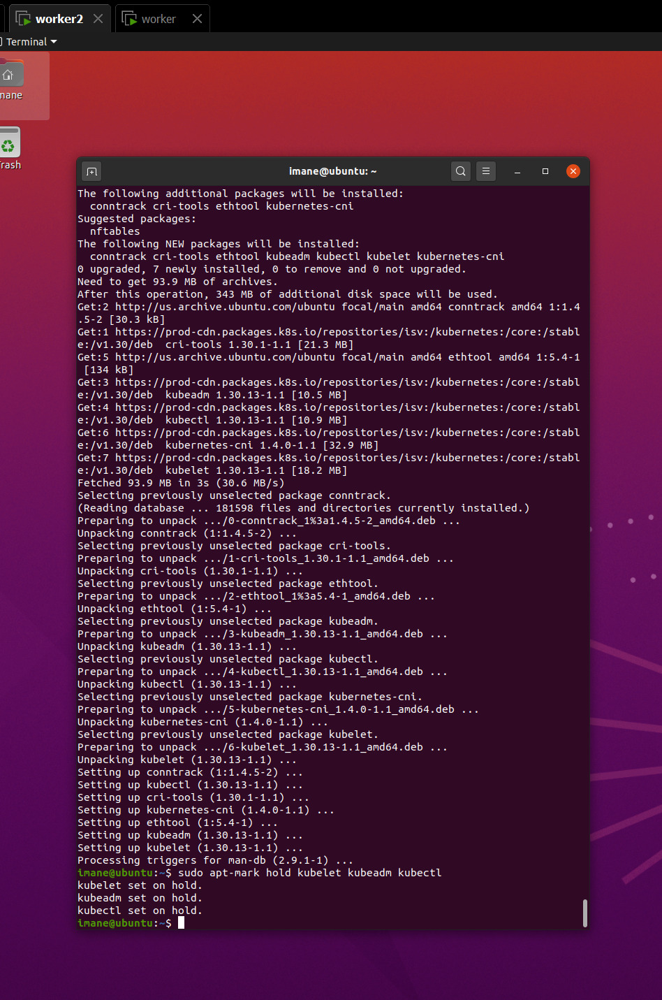 worker2
worker
Terminal
mane
rash
imane@ubuntu: ~
The following additional packages will be installed:
  conntrack cri-tools ethtool kubernetes-cni
Suggested packages:
  nftables
The following NEW packages will be installed:
  conntrack cri-tools ethtool kubeadm kubectl kubelet kubernetes-cni
0 upgraded, 7 newly installed, 0 to remove and 0 not upgraded.
Need to get 93.9 MB of archives.
After this operation, 343 MB of additional disk space will be used.
Get:2 http://us.archive.ubuntu.com/ubuntu focal/main amd64 conntrack amd64 1:1.4
.5-2 [30.3 kB]
Get:1 https://prod-cdn.packages.k8s.io/repositories/isv:/kubernetes:/core:/stabl
e:/v1.30/deb  cri-tools 1.30.1-1.1 [21.3 MB]
Get:5 http://us.archive.ubuntu.com/ubuntu focal/main amd64 ethtool amd64 1:5.4-1
 [134 kB]
Get:3 https://prod-cdn.packages.k8s.io/repositories/isv:/kubernetes:/core:/stabl
e:/v1.30/deb  kubeadm 1.30.13-1.1 [10.5 MB]
Get:4 https://prod-cdn.packages.k8s.io/repositories/isv:/kubernetes:/core:/stabl
e:/v1.30/deb  kubectl 1.30.13-1.1 [10.9 MB]
Get:6 https://prod-cdn.packages.k8s.io/repositories/isv:/kubernetes:/core:/stabl
e:/v1.30/deb  kubernetes-cni 1.4.0-1.1 [32.9 MB]
Get:7 https://prod-cdn.packages.k8s.io/repositories/isv:/kubernetes:/core:/stabl
e:/v1.30/deb  kubelet 1.30.13-1.1 [18.2 MB]
Fetched 93.9 MB in 3s (30.6 MB/s)
Selecting previously unselected package conntrack.
(Reading database ... 181598 files and directories currently installed.)
Preparing to unpack .../0-conntrack_1%3a1.4.5-2_amd64.deb ...
Unpacking conntrack (1:1.4.5-2) ...
Selecting previously unselected package cri-tools.
Preparing to unpack .../1-cri-tools_1.30.1-1.1_amd64.deb ...
Unpacking cri-tools (1.30.1-1.1) ...
Selecting previously unselected package ethtool.
Preparing to unpack .../2-ethtool_1%3a5.4-1_amd64.deb ...
Unpacking ethtool (1:5.4-1) ...
Selecting previously unselected package kubeadm.
Preparing to unpack .../3-kubeadm_1.30.13-1.1_amd64.deb ...
Unpacking kubeadm (1.30.13-1.1) ...
Selecting previously unselected package kubectl.
Preparing to unpack .../4-kubectl_1.30.13-1.1_amd64.deb ...
Unpacking kubectl (1.30.13-1.1) ...
Selecting previously unselected package kubernetes-cni.
Preparing to unpack .../5-kubernetes-cni_1.4.0-1.1_amd64.deb ...
Unpacking kubernetes-cni (1.4.0-1.1) ...
Selecting previously unselected package kubelet.
Preparing to unpack .../6-kubelet_1.30.13-1.1_amd64.deb ...
Unpacking kubelet (1.30.13-1.1) ...
Setting up conntrack (1:1.4.5-2) ...
Setting up kubectl (1.30.13-1.1) ...
Setting up cri-tools (1.30.1-1.1) ...
Setting up kubernetes-cni (1.4.0-1.1) ...
Setting up ethtool (1:5.4-1) ...
Setting up kubeadm (1.30.13-1.1) ...
Setting up kubelet (1.30.13-1.1) ...
Processing triggers for man-db (2.9.1-1) ...
imane@ubuntu:~$ sudo apt-mark hold kubelet kubeadm kubectl
kubelet set on hold.
kubeadm set on hold.
kubectl set on hold.
imane@ubuntu:~$